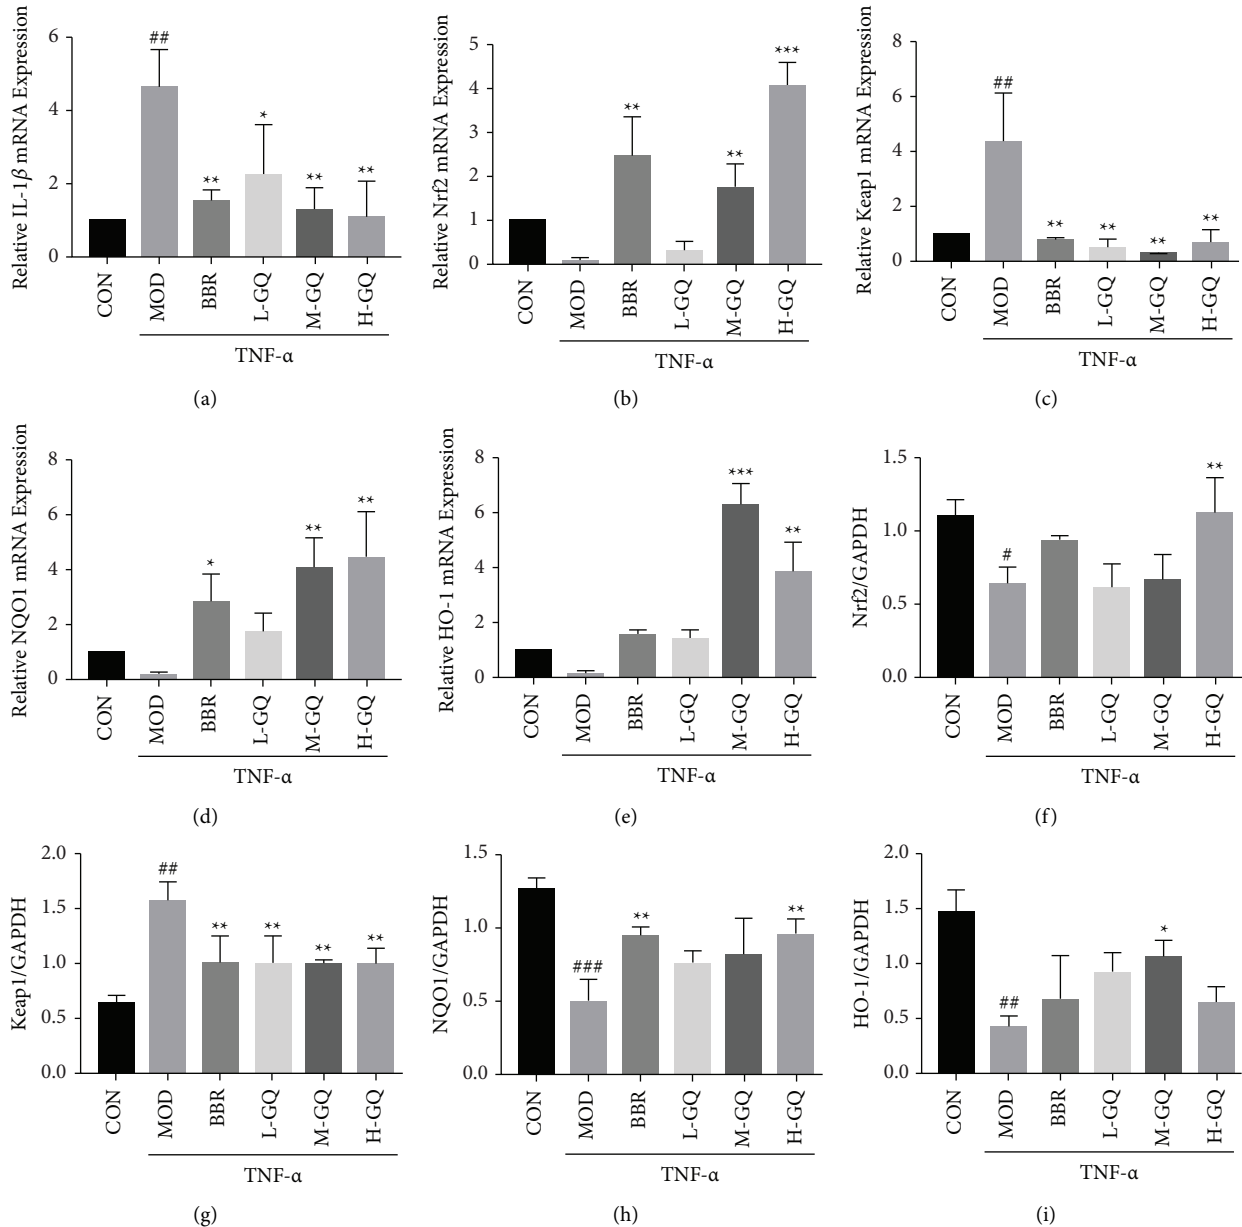 Relative IL-1β mRNA Expression
6
4
2
0
##
**
*
**
**
CON
MOD
BBR
L-GQ
M-GQ
H-GQ
TNF-α
(a)
Relative Nrf2 mRNA Expression
5
4
3
2
1
0
**
**
***
CON
MOD
BBR
L-GQ
M-GQ
H-GQ
TNF-α
(b)
Relative Keap1 mRNA Expression
8
6
4
2
0
##
**
**
**
**
CON
MOD
BBR
L-GQ
M-GQ
H-GQ
TNF-α
(c)
Relative NQO1 mRNA Expression
8
6
4
2
0
*
**
**
CON
MOD
BBR
L-GQ
M-GQ
H-GQ
TNF-α
(d)
Relative HO-1 mRNA Expression
8
6
4
2
0
***
**
CON
MOD
BBR
L-GQ
M-GQ
H-GQ
TNF-α
(e)
Nrf2/GAPDH
1.5
1.0
0.5
0.0
#
**
CON
MOD
BBR
L-GQ
M-GQ
H-GQ
TNF-α
(f)
Keap1/GAPDH
2.0
1.5
1.0
0.5
0.0
##
**
**
**
**
CON
MOD
BBR
L-GQ
M-GQ
H-GQ
TNF-α
(g)
NQO1/GAPDH
1.5
1.0
0.5
0.0
###
**
**
CON
MOD
BBR
L-GQ
M-GQ
H-GQ
TNF-α
(h)
HO-1/GAPDH
2.0
1.5
1.0
0.5
0.0
##
*
CON
MOD
BBR
L-GQ
M-GQ
H-GQ
TNF-α
(i)